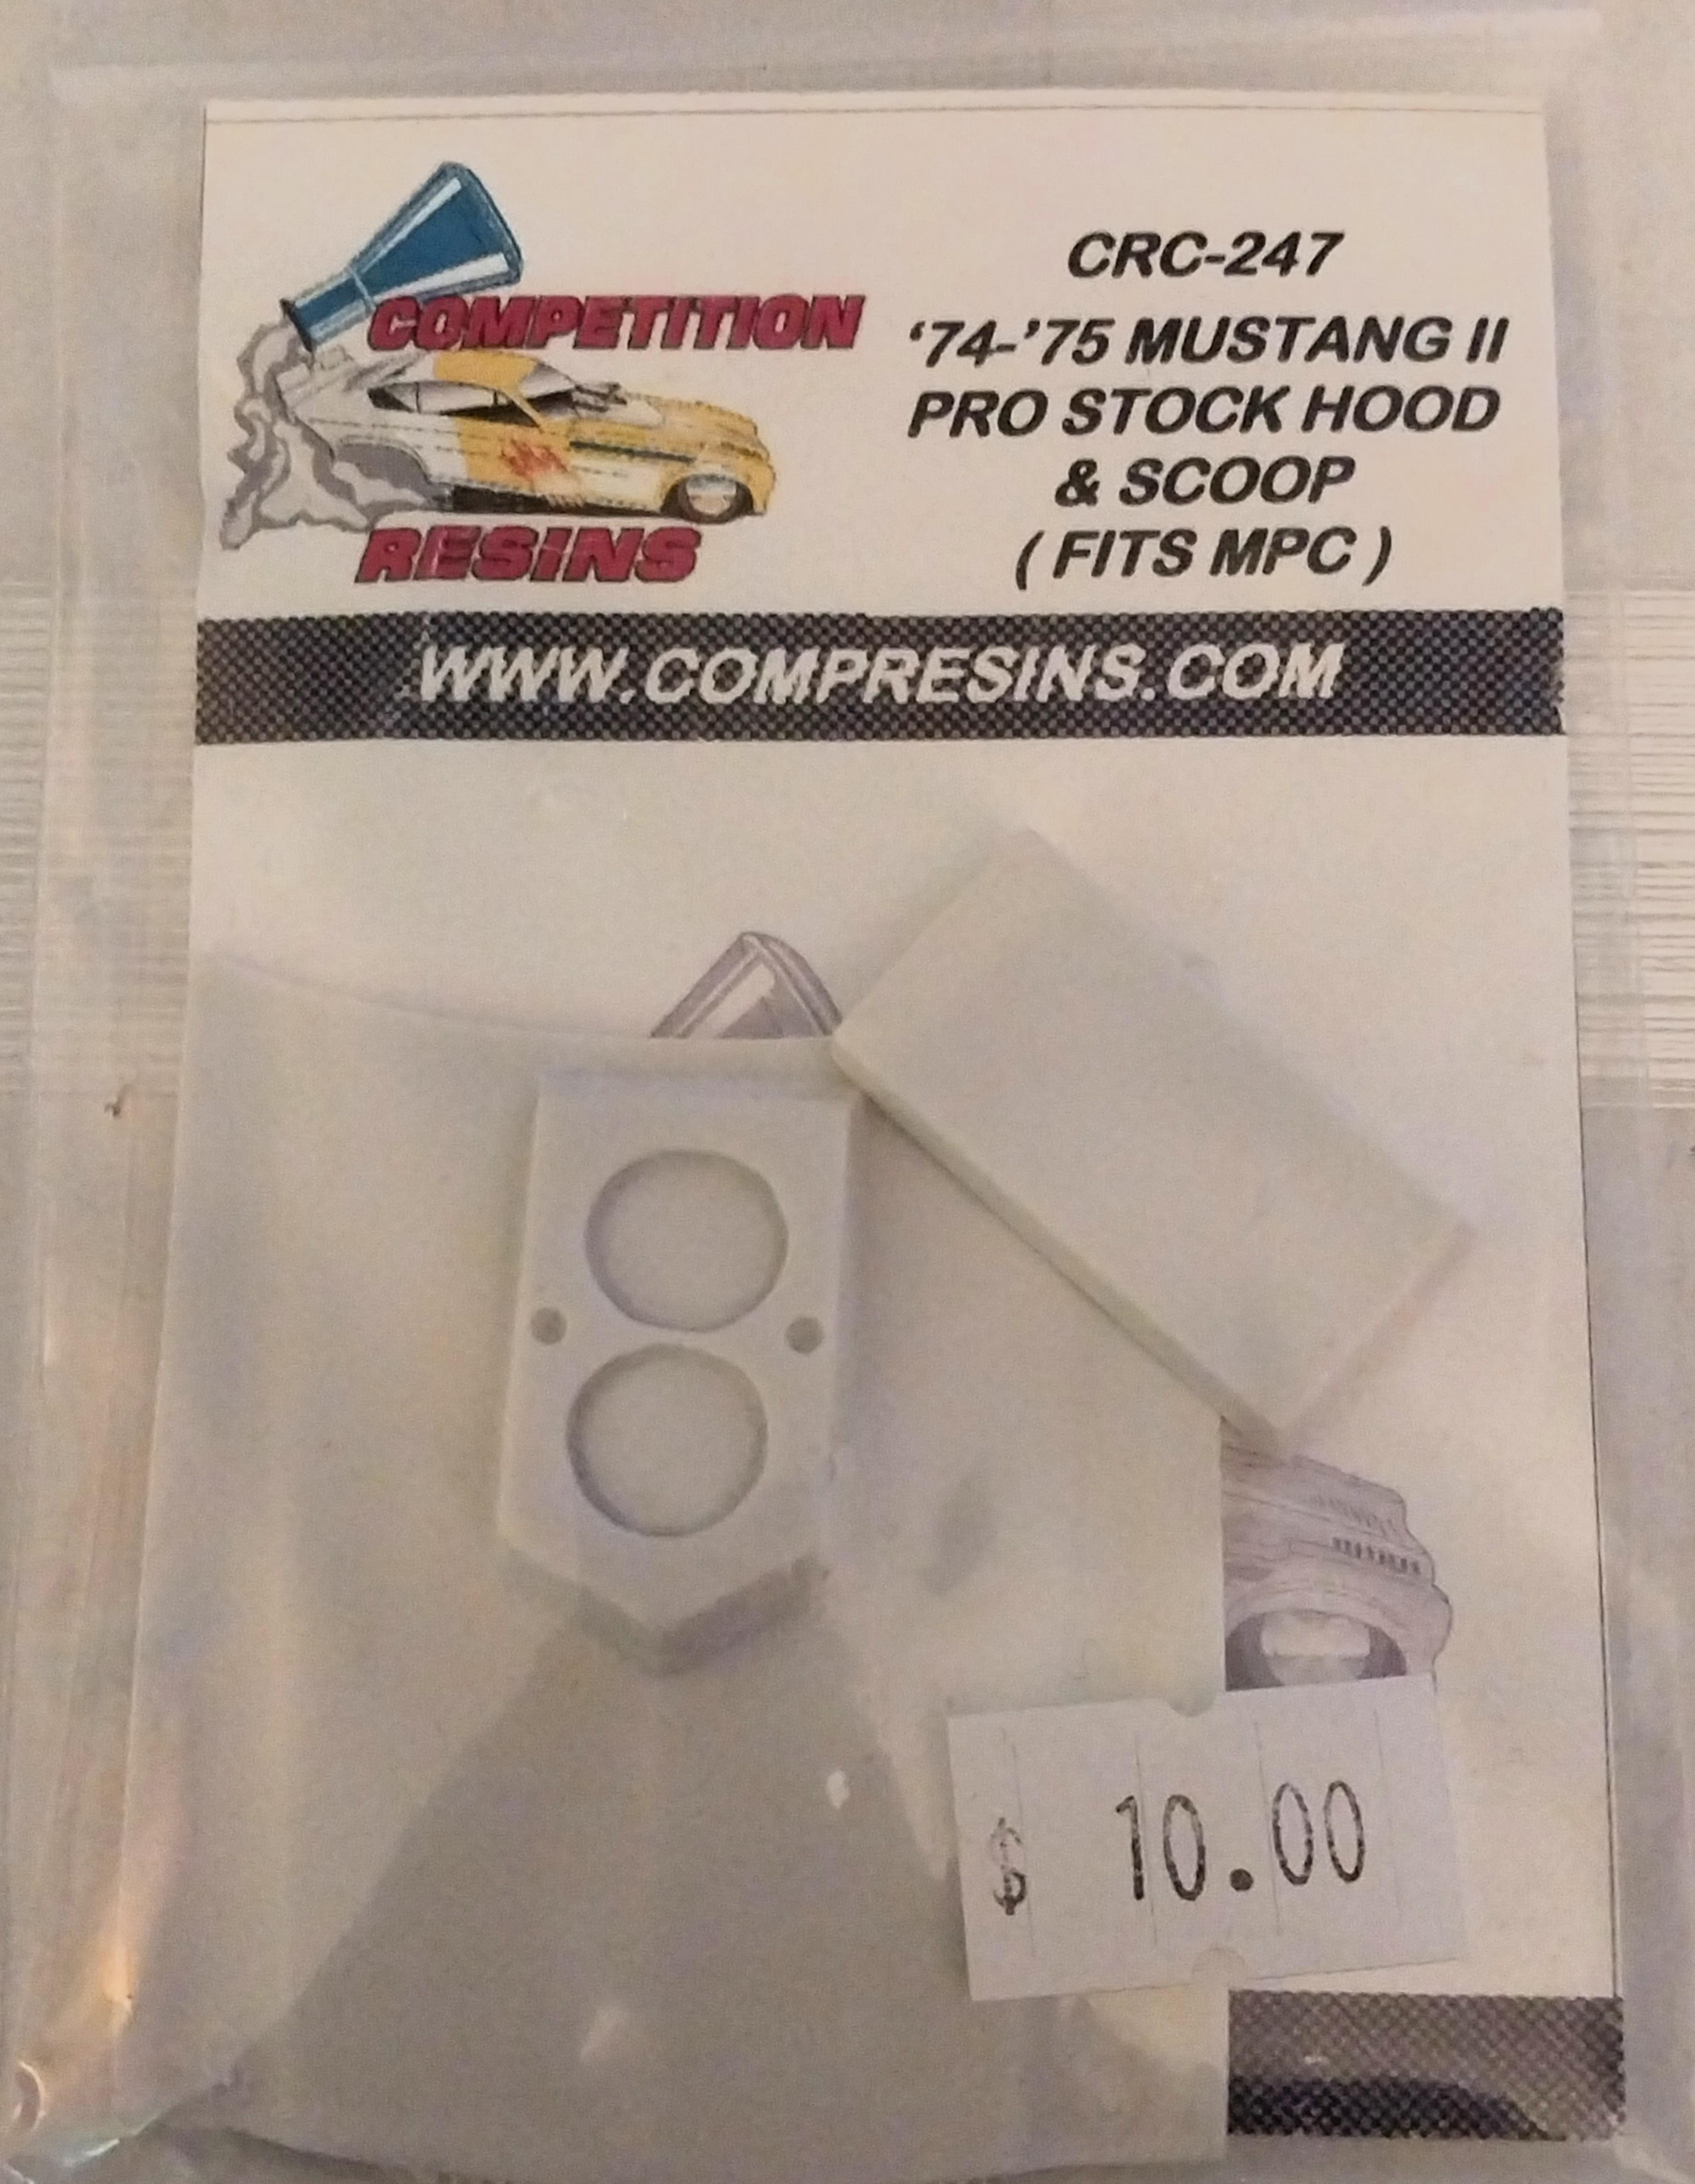 COMPETITION
RESINS
CRC-247
‘74-’75 MUSTANG II
PRO STOCK HOOD
& SCOOP
( FITS MPC )
WWW.COMPRESINS.COM
$ 10.00